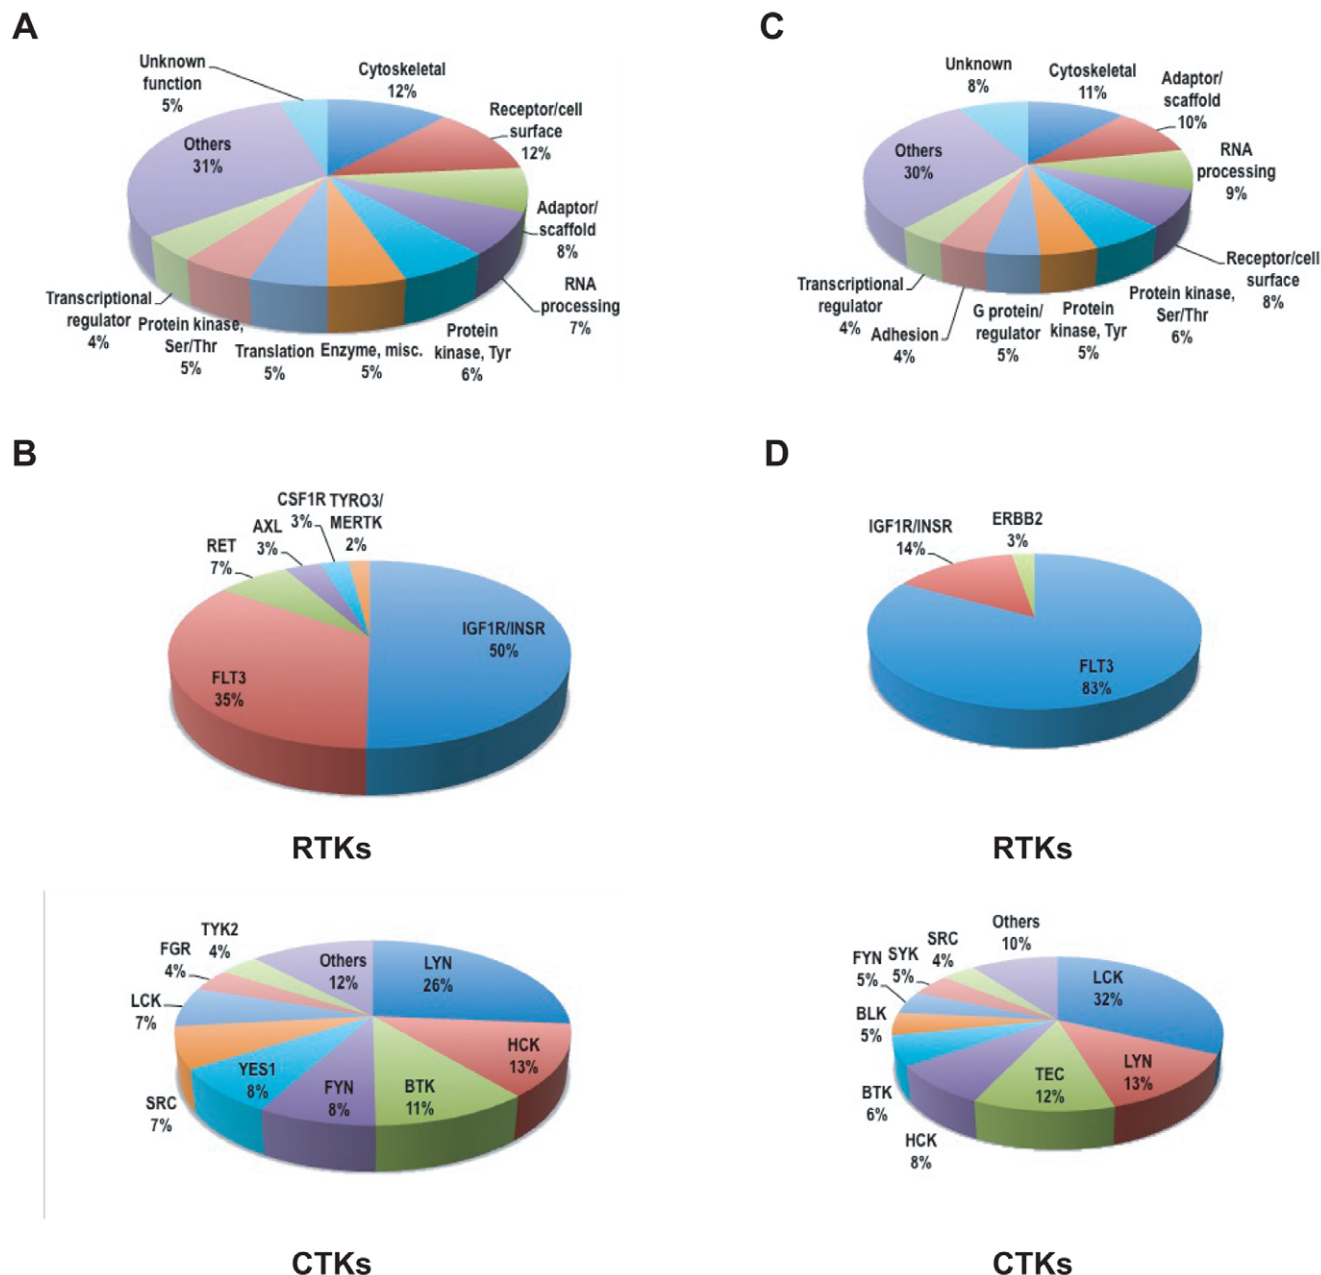 A
Unknown
function
5%
Cytoskeletal
12%
Receptor/cell
surface
12%
Adaptor/
scaffold
8%
RNA
processing
7%
Protein
kinase, Tyr
6%
Enzyme, misc.
5%
Translation
5%
Protein kinase,
Ser/Thr
5%
Transcriptional
regulator
4%
Others
31%
C
Unknown
8%
Cytoskeletal
11%
Adaptor/
scaffold
10%
RNA
processing
9%
Receptor/cell
surface
8%
Protein kinase,
Ser/Thr
6%
Protein
kinase, Tyr
5%
G protein/
regulator
5%
Adhesion
4%
Transcriptional
regulator
4%
Others
30%
B
CSF1R
3%
TYRO3/
MERTK
2%
AXL
3%
RET
7%
IGF1R/INSR
50%
FLT3
35%
RTKs
TYK2
4%
FGR
4%
LCK
7%
SRC
7%
YES1
8%
FYN
8%
BTK
11%
HCK
13%
LYN
26%
Others
12%
CTKs
D
IGF1R/INSR
14%
ERBB2
3%
FLT3
83%
RTKs
Others
10%
SRC
4%
SYK
5%
FYN
5%
BLK
5%
BTK
6%
HCK
8%
TEC
12%
LYN
13%
LCK
32%
CTKs